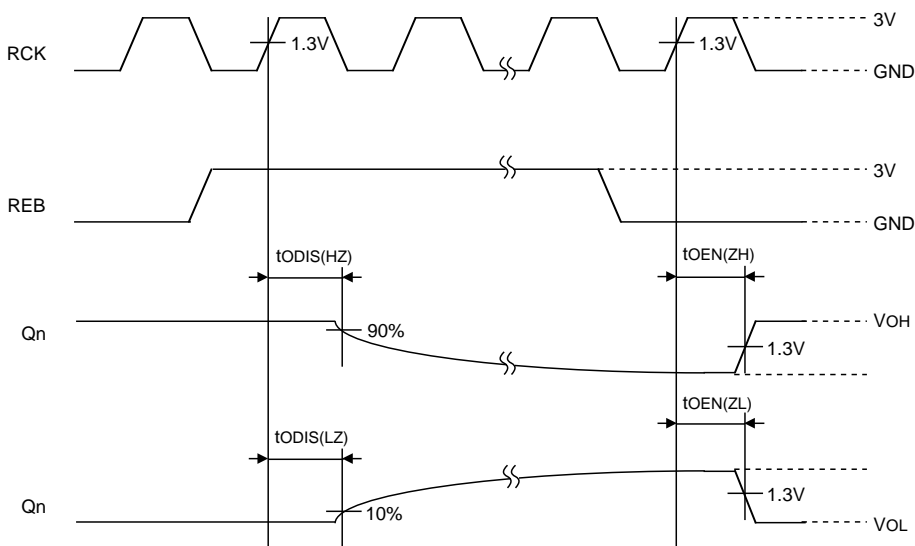 3V
RCK 1.3V 1.3V
GND
3V
REB
GND
tODIS(HZ) tOEN(ZH)
VOH
Qn 90% 1.3V
tODIS(LZ) tOEN(ZL)
Qn 10% 1.3V
VOL